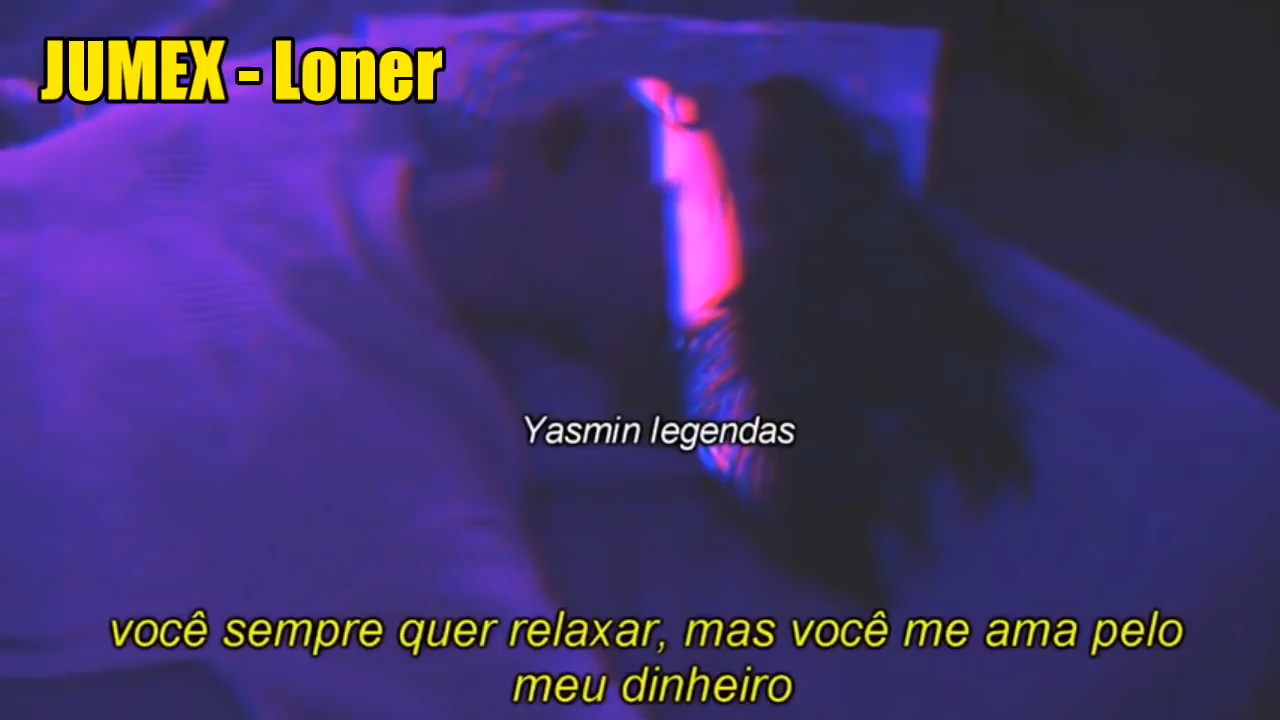 JUMEX - Loner
Yasmin legendas
você sempre quer relaxar, mas você me ama pelo
meu dinheiro